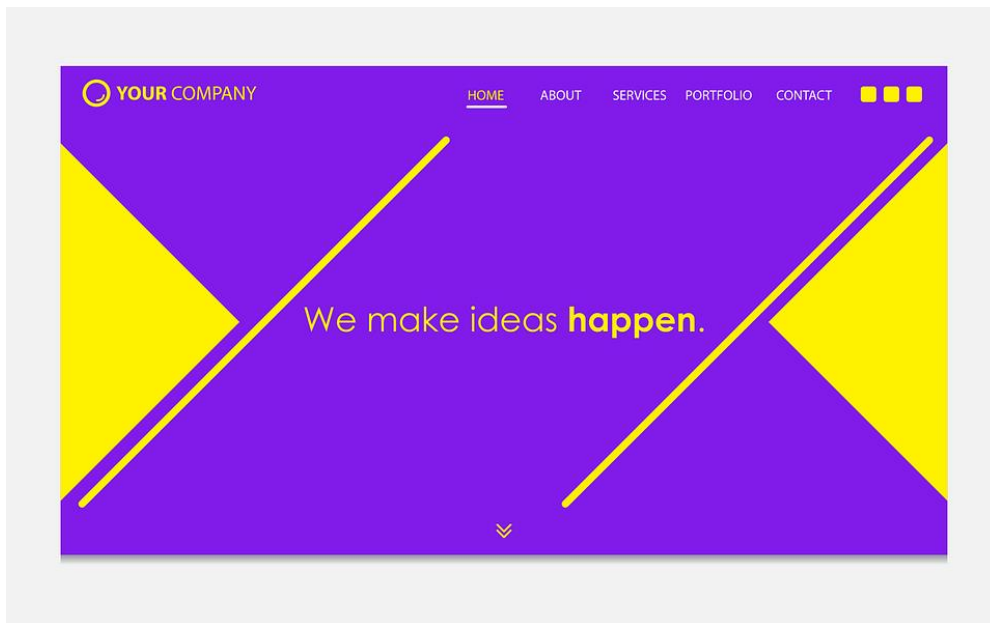 YOUR COMPANY
HOME ABOUT SERVICES PORTFOLIO CONTACT
We make ideas happen.